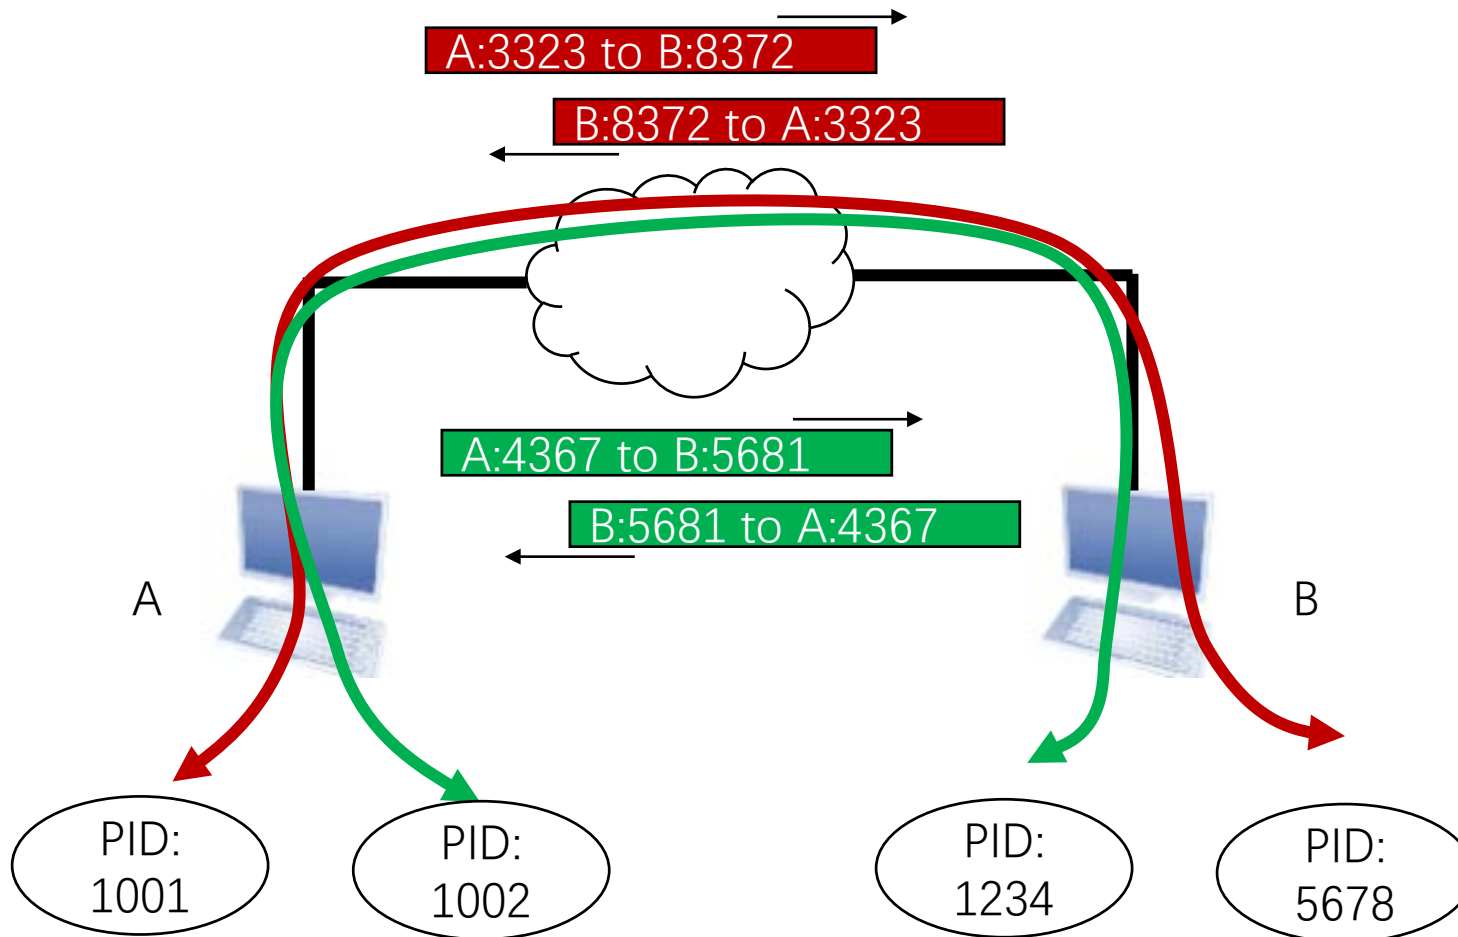 A:3323 to B:8372
B:8372 to A:3323
A:4367 to B:5681
B:5681 to A:4367
A
B
PID:
1001
PID:
1002
PID:
1234
PID:
5678